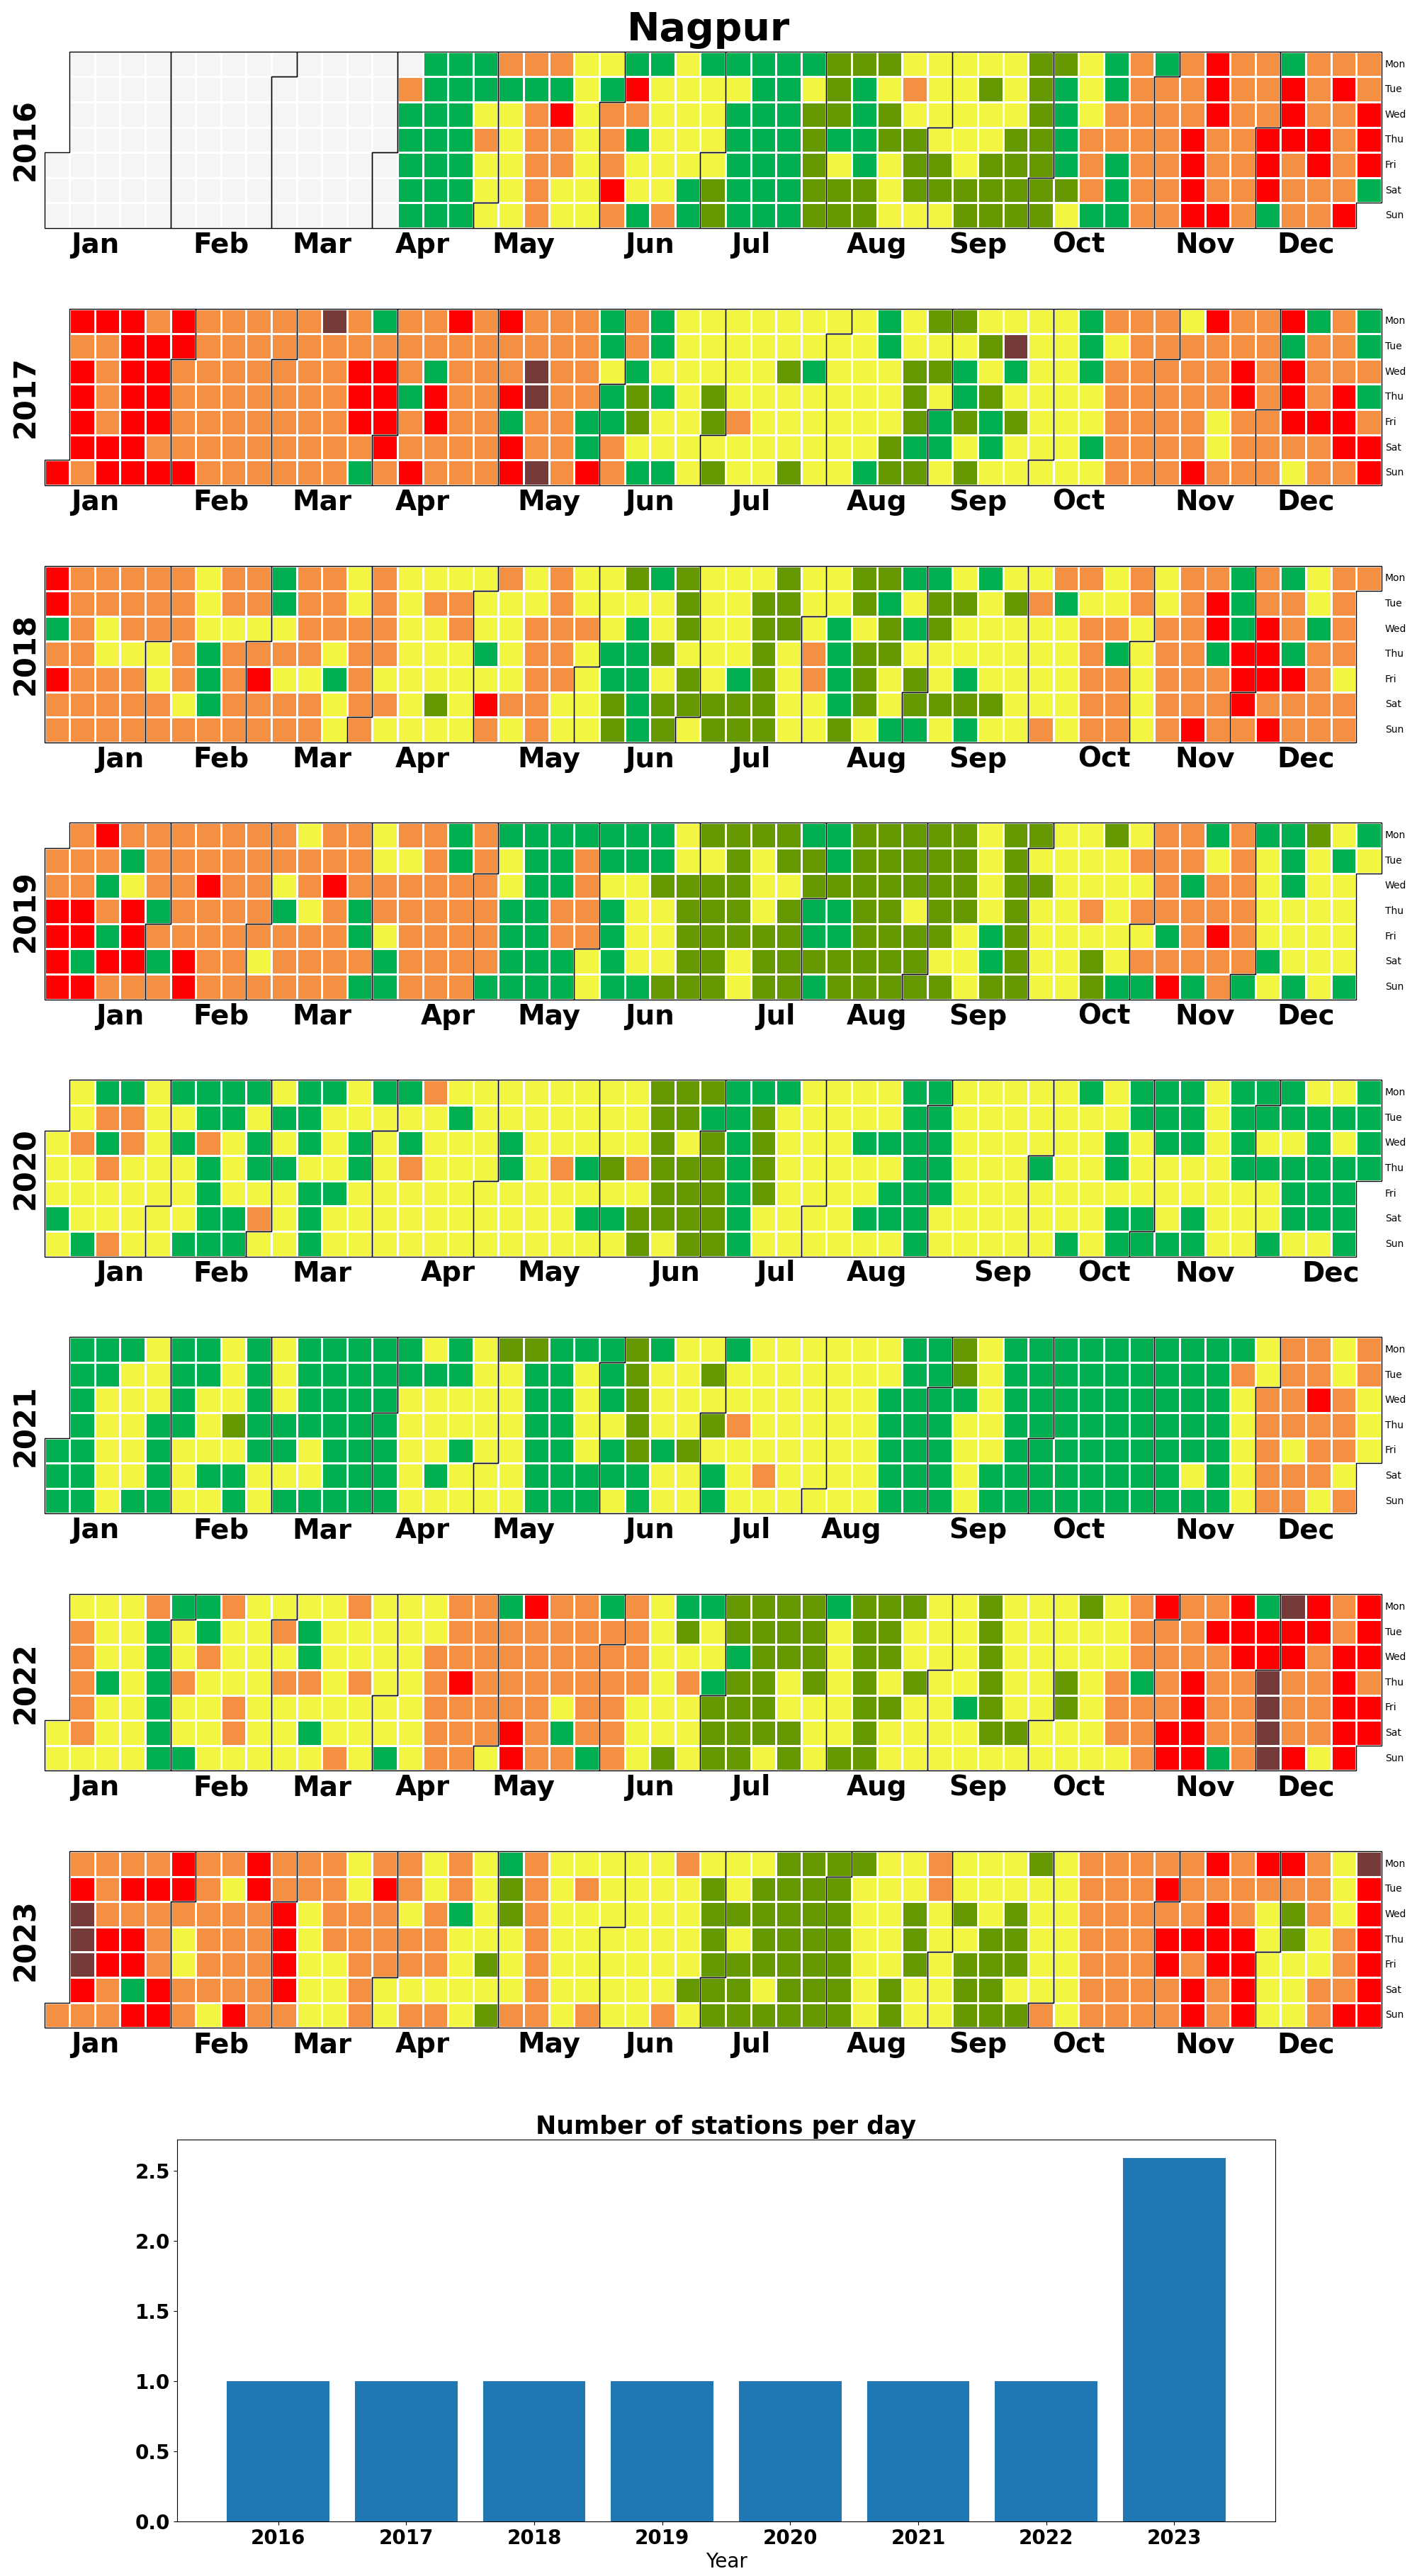 Nagpur
2016
Mon
Tue
Wed
Thu
Fri
Sat
Sun
Jan Feb Mar Apr May Jun Jul Aug Sep Oct Nov Dec
2017
Mon
Tue
Wed
Thu
Fri
Sat
Sun
Jan Feb Mar Apr May Jun Jul Aug Sep Oct Nov Dec
2018
Mon
Tue
Wed
Thu
Fri
Sat
Sun
Jan Feb Mar Apr May Jun Jul Aug Sep Oct Nov Dec
2019
Mon
Tue
Wed
Thu
Fri
Sat
Sun
Jan Feb Mar Apr May Jun Jul Aug Sep Oct Nov Dec
2020
Mon
Tue
Wed
Thu
Fri
Sat
Sun
Jan Feb Mar Apr May Jun Jul Aug Sep Oct Nov Dec
2021
Mon
Tue
Wed
Thu
Fri
Sat
Sun
Jan Feb Mar Apr May Jun Jul Aug Sep Oct Nov Dec
2022
Mon
Tue
Wed
Thu
Fri
Sat
Sun
Jan Feb Mar Apr May Jun Jul Aug Sep Oct Nov Dec
2023
Mon
Tue
Wed
Thu
Fri
Sat
Sun
Jan Feb Mar Apr May Jun Jul Aug Sep Oct Nov Dec
Number of stations per day
2.5
2.0
1.5
1.0
0.5
0.0
2016 2017 2018 2019 2020 2021 2022 2023
Year